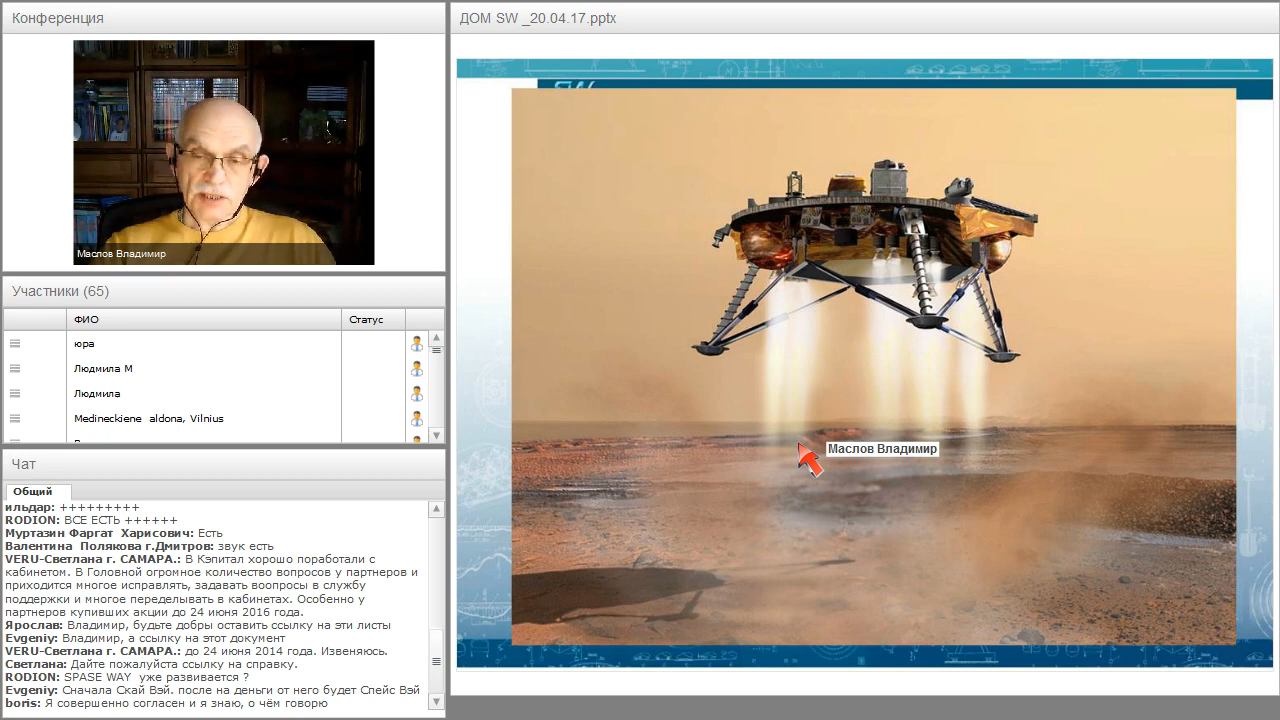 Конференция
Маслов Владимир
Участники (65)
ФИО
Статус
юра
Людмила М
Людмила
Medineckiene aldona, Vilnius
Чат
Общий
ильдар: +++++++++
RODION: ВСЕ ЕСТЬ ++++++
Муртазин Фаргат Харисович: Есть
Валентина Полякова г.Дмитров: звук есть
VERU-Светлана г. САМАРА.: В Кэпитал хорошо поработали с
кабинетом. В Головной огромное количество вопросов у партнеров и
приходится многое исправлять, задавать воопросы в службу
поддержки и многое переделывать в кабинетах. Особенно у
партнеров купивших акции до 24 июня 2016 года.
Ярослав: Владимир, будьте добры оставить ссылку на эти листы
Evgeniy: Владимир, а ссылку на этот документ
VERU-Светлана г. САМАРА.: до 24 июня 2014 года. Извеняюсь.
Светлана: Дайте пожалуйста ссылку на справку.
RODION: SPASE WAY уже развивается ?
Evgeniy: Сначала Скай Вэй. после на деньги от него будет Спейс Вэй
boris: Я совершенно согласен и я знаю, о чём говорю
ДОМ SW _20.04.17.pptx
SW
Маслов Владимир